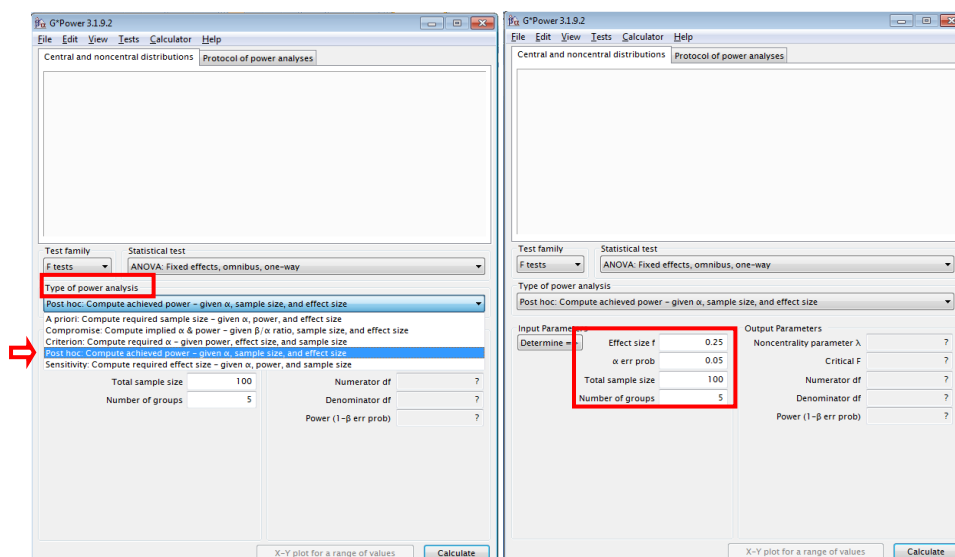 G*Power 3.1.9.2
File Edit View Tests Calculator Help
Central and noncentral distributions Protocol of power analyses
Test family Statistical test
F tests ANOVA: Fixed effects, omnibus, one-way
Type of power analysis
Post hoc: Compute achieved power - given α, sample size, and effect size
A priori: Compute required sample size - given α, power, and effect size
Compromise: Compute implied α & power - given β/α ratio, sample size, and effect size
Criterion: Compute required α - given power, effect size, and sample size
Post hoc: Compute achieved power - given α, sample size, and effect size
Sensitivity: Compute required effect size - given α, power, and sample size
Total sample size 100 Numerator df ?
Number of groups 5 Denominator df ?
Power (1-β err prob) ?
X-Y plot for a range of values Calculate
G*Power 3.1.9.2
File Edit View Tests Calculator Help
Central and noncentral distributions Protocol of power analyses
Test family Statistical test
F tests ANOVA: Fixed effects, omnibus, one-way
Type of power analysis
Post hoc: Compute achieved power - given α, sample size, and effect size
Input Parameters Output Parameters
Determine => Effect size f 0.25 Noncentrality parameter λ ?
α err prob 0.05 Critical F ?
Total sample size 100 Numerator df ?
Number of groups 5 Denominator df ?
Power (1-β err prob) ?
X-Y plot for a range of values Calculate